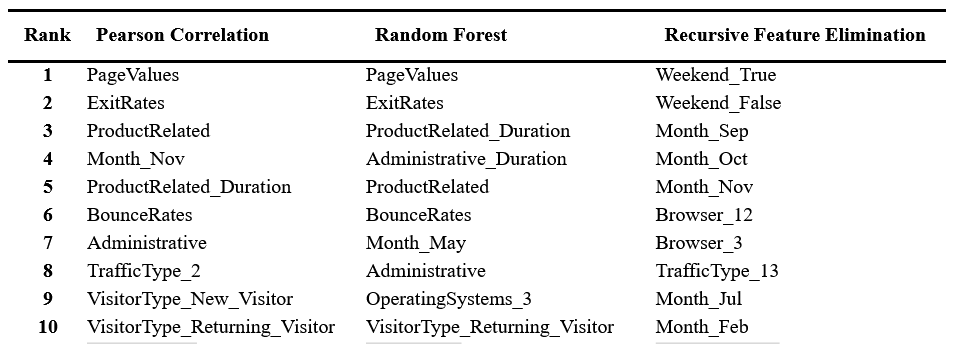 Rank Pearson Correlation Random Forest Recursive Feature Elimination
1 PageValues PageValues Weekend_True
2 ExitRates ExitRates Weekend_False
3 ProductRelated ProductRelated_Duration Month_Sep
4 Month_Nov Administrative_Duration Month_Oct
5 ProductRelated_Duration ProductRelated Month_Nov
6 BounceRates BounceRates Browser_12
7 Administrative Month_May Browser_3
8 TrafficType_2 Administrative TrafficType_13
9 VisitorType_New_Visitor OperatingSystems_3 Month_Jul
10 VisitorType_Returning_Visitor VisitorType_Returning_Visitor Month_Feb